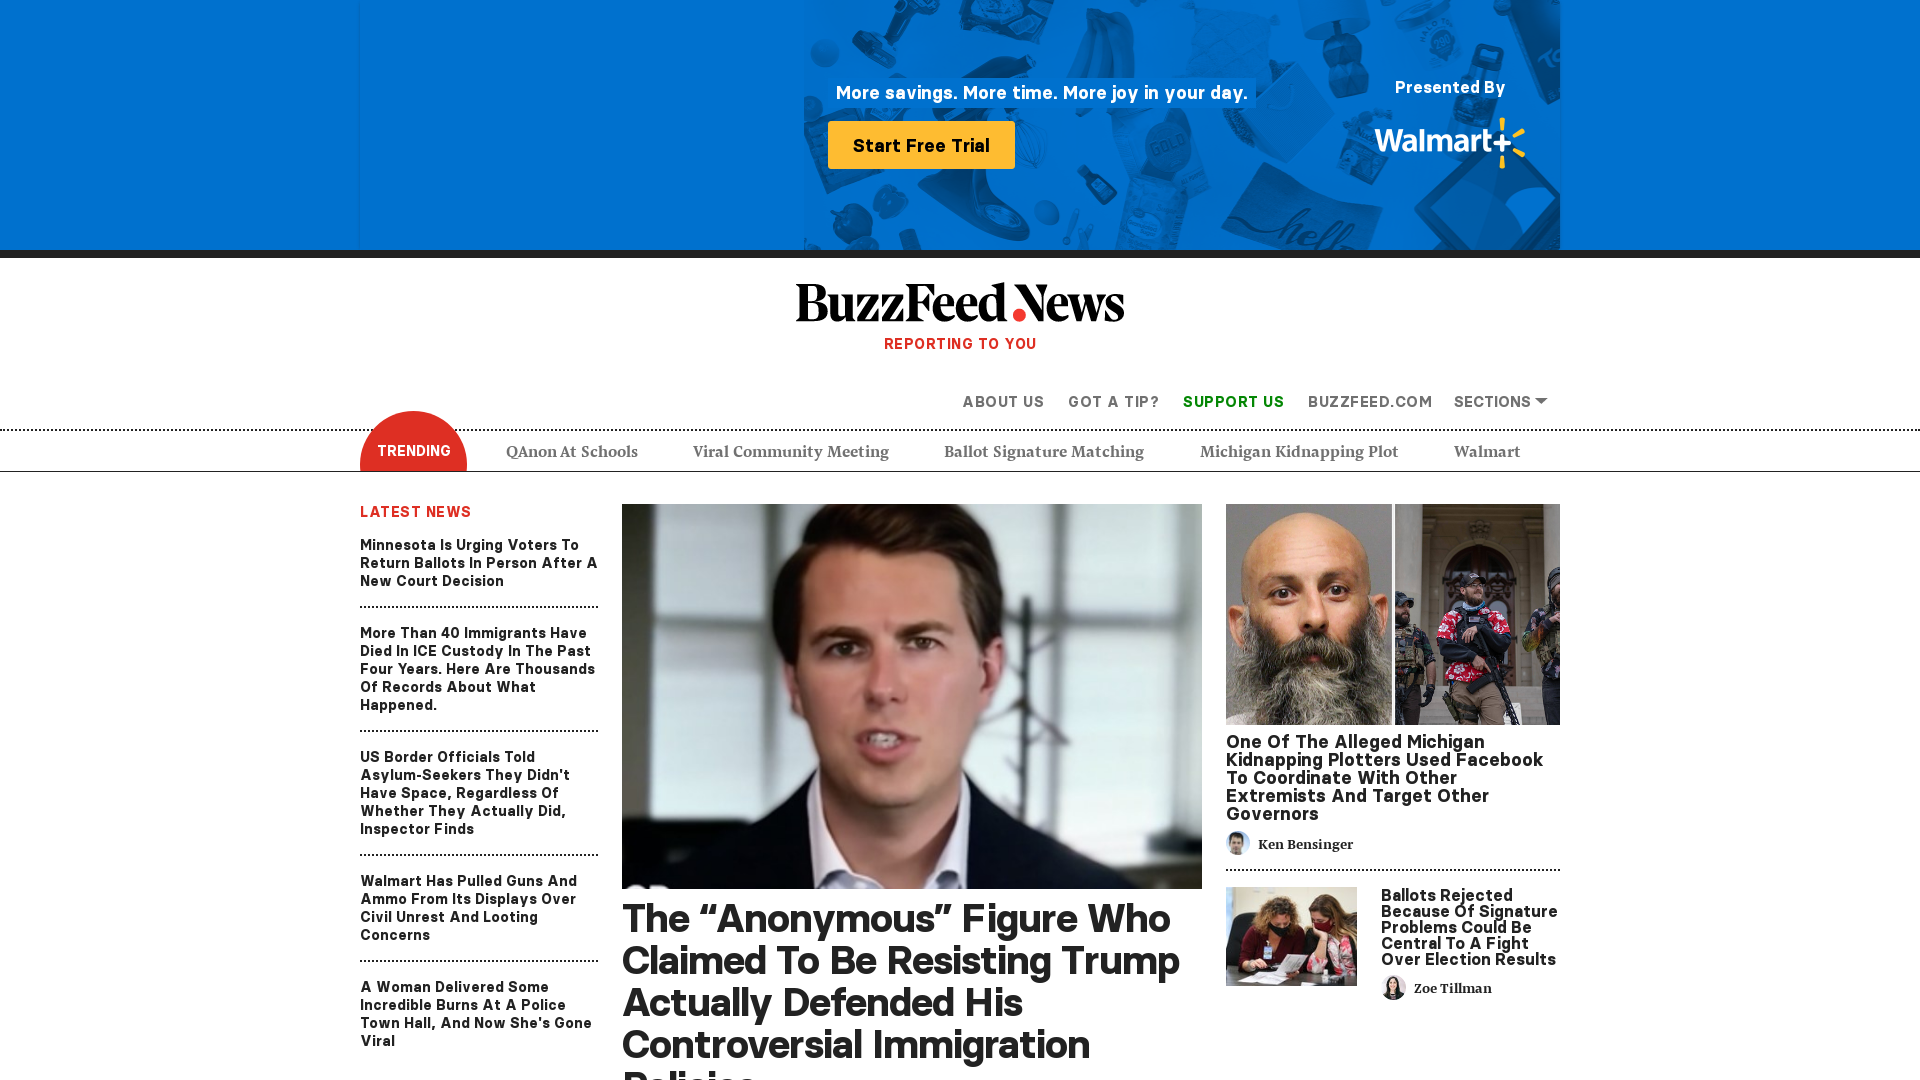 More savings. More time. More joy in your day.
Start Free Trial
Presented By
Walmart+
BuzzFeed News
REPORTING TO YOU
ABOUT US
GOT A TIP?
SUPPORT US
BUZZFEED.COM
SECTIONS
TRENDING
QAnon At Schools
Viral Community Meeting
Ballot Signature Matching
Michigan Kidnapping Plot
Walmart
LATEST NEWS
Minnesota Is Urging Voters To
Return Ballots In Person After A
New Court Decision
More Than 40 Immigrants Have
Died In ICE Custody In The Past
Four Years. Here Are Thousands
Of Records About What
Happened.
US Border Officials Told
Asylum-Seekers They Didn't
Have Space, Regardless Of
Whether They Actually Did,
Inspector Finds
Walmart Has Pulled Guns And
Ammo From Its Displays Over
Civil Unrest And Looting
Concerns
A Woman Delivered Some
Incredible Burns At A Police
Town Hall, And Now She's Gone
Viral
The “Anonymous” Figure Who
Claimed To Be Resisting Trump
Actually Defended His
Controversial Immigration
One Of The Alleged Michigan
Kidnapping Plotters Used Facebook
To Coordinate With Other
Extremists And Target Other
Governors
Ken Bensinger
Ballots Rejected
Because Of Signature
Problems Could Be
Central To A Fight
Over Election Results
Zoe Tillman
hello
GOLD